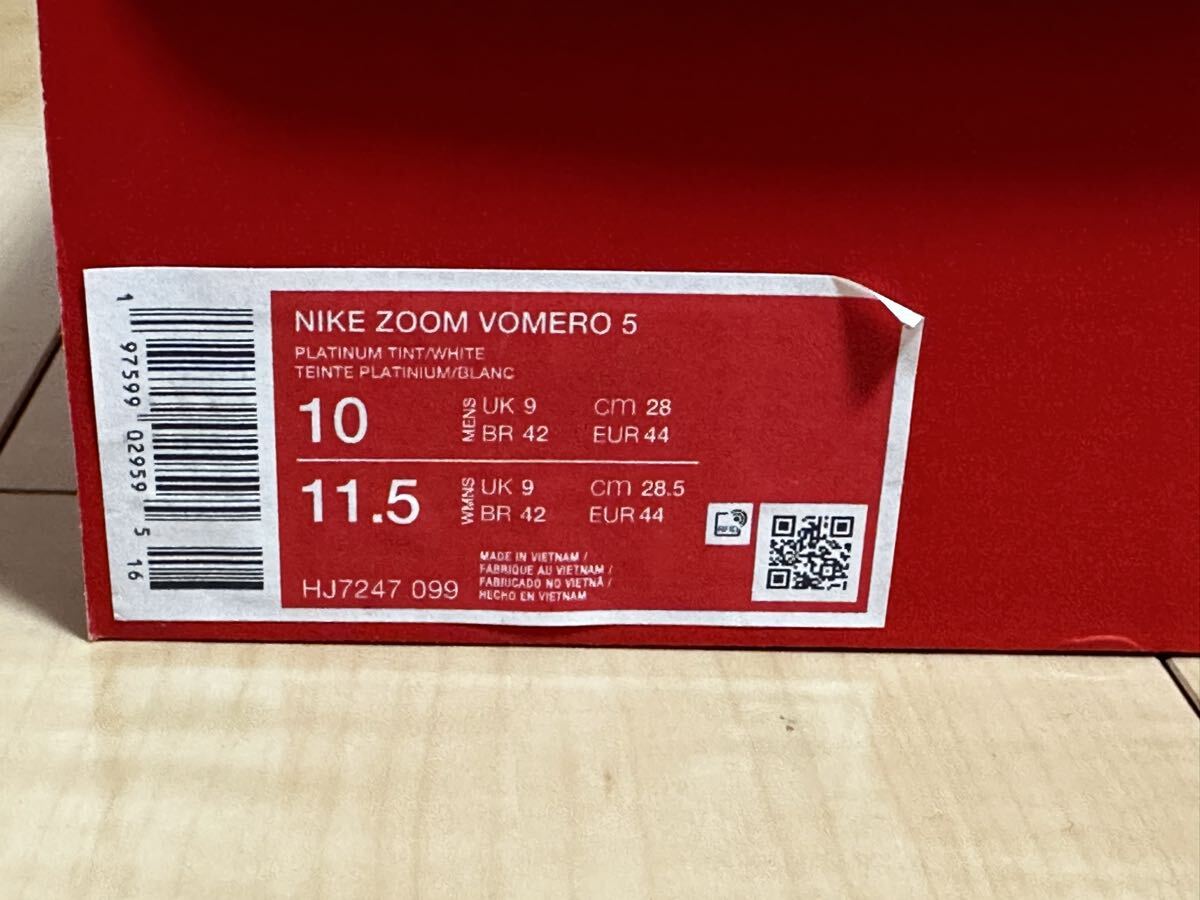 NIKE ZOOM VOMERO 5
PLATINUM TINT/WHITE
TEINTE PLATINIUM/BLANC
10 MENS UK 9 cm 28
BR 42 EUR 44
11.5 WMNS UK 9 cm 28.5
BR 42 EUR 44
HJ7247 099
MADE IN VIETNAM /
FABRIQUE AU VIETNAM /
FABRICADO NO VIETNÃ /
HECHO EN VIETNAM
RFID
1 97599 02959 5 16